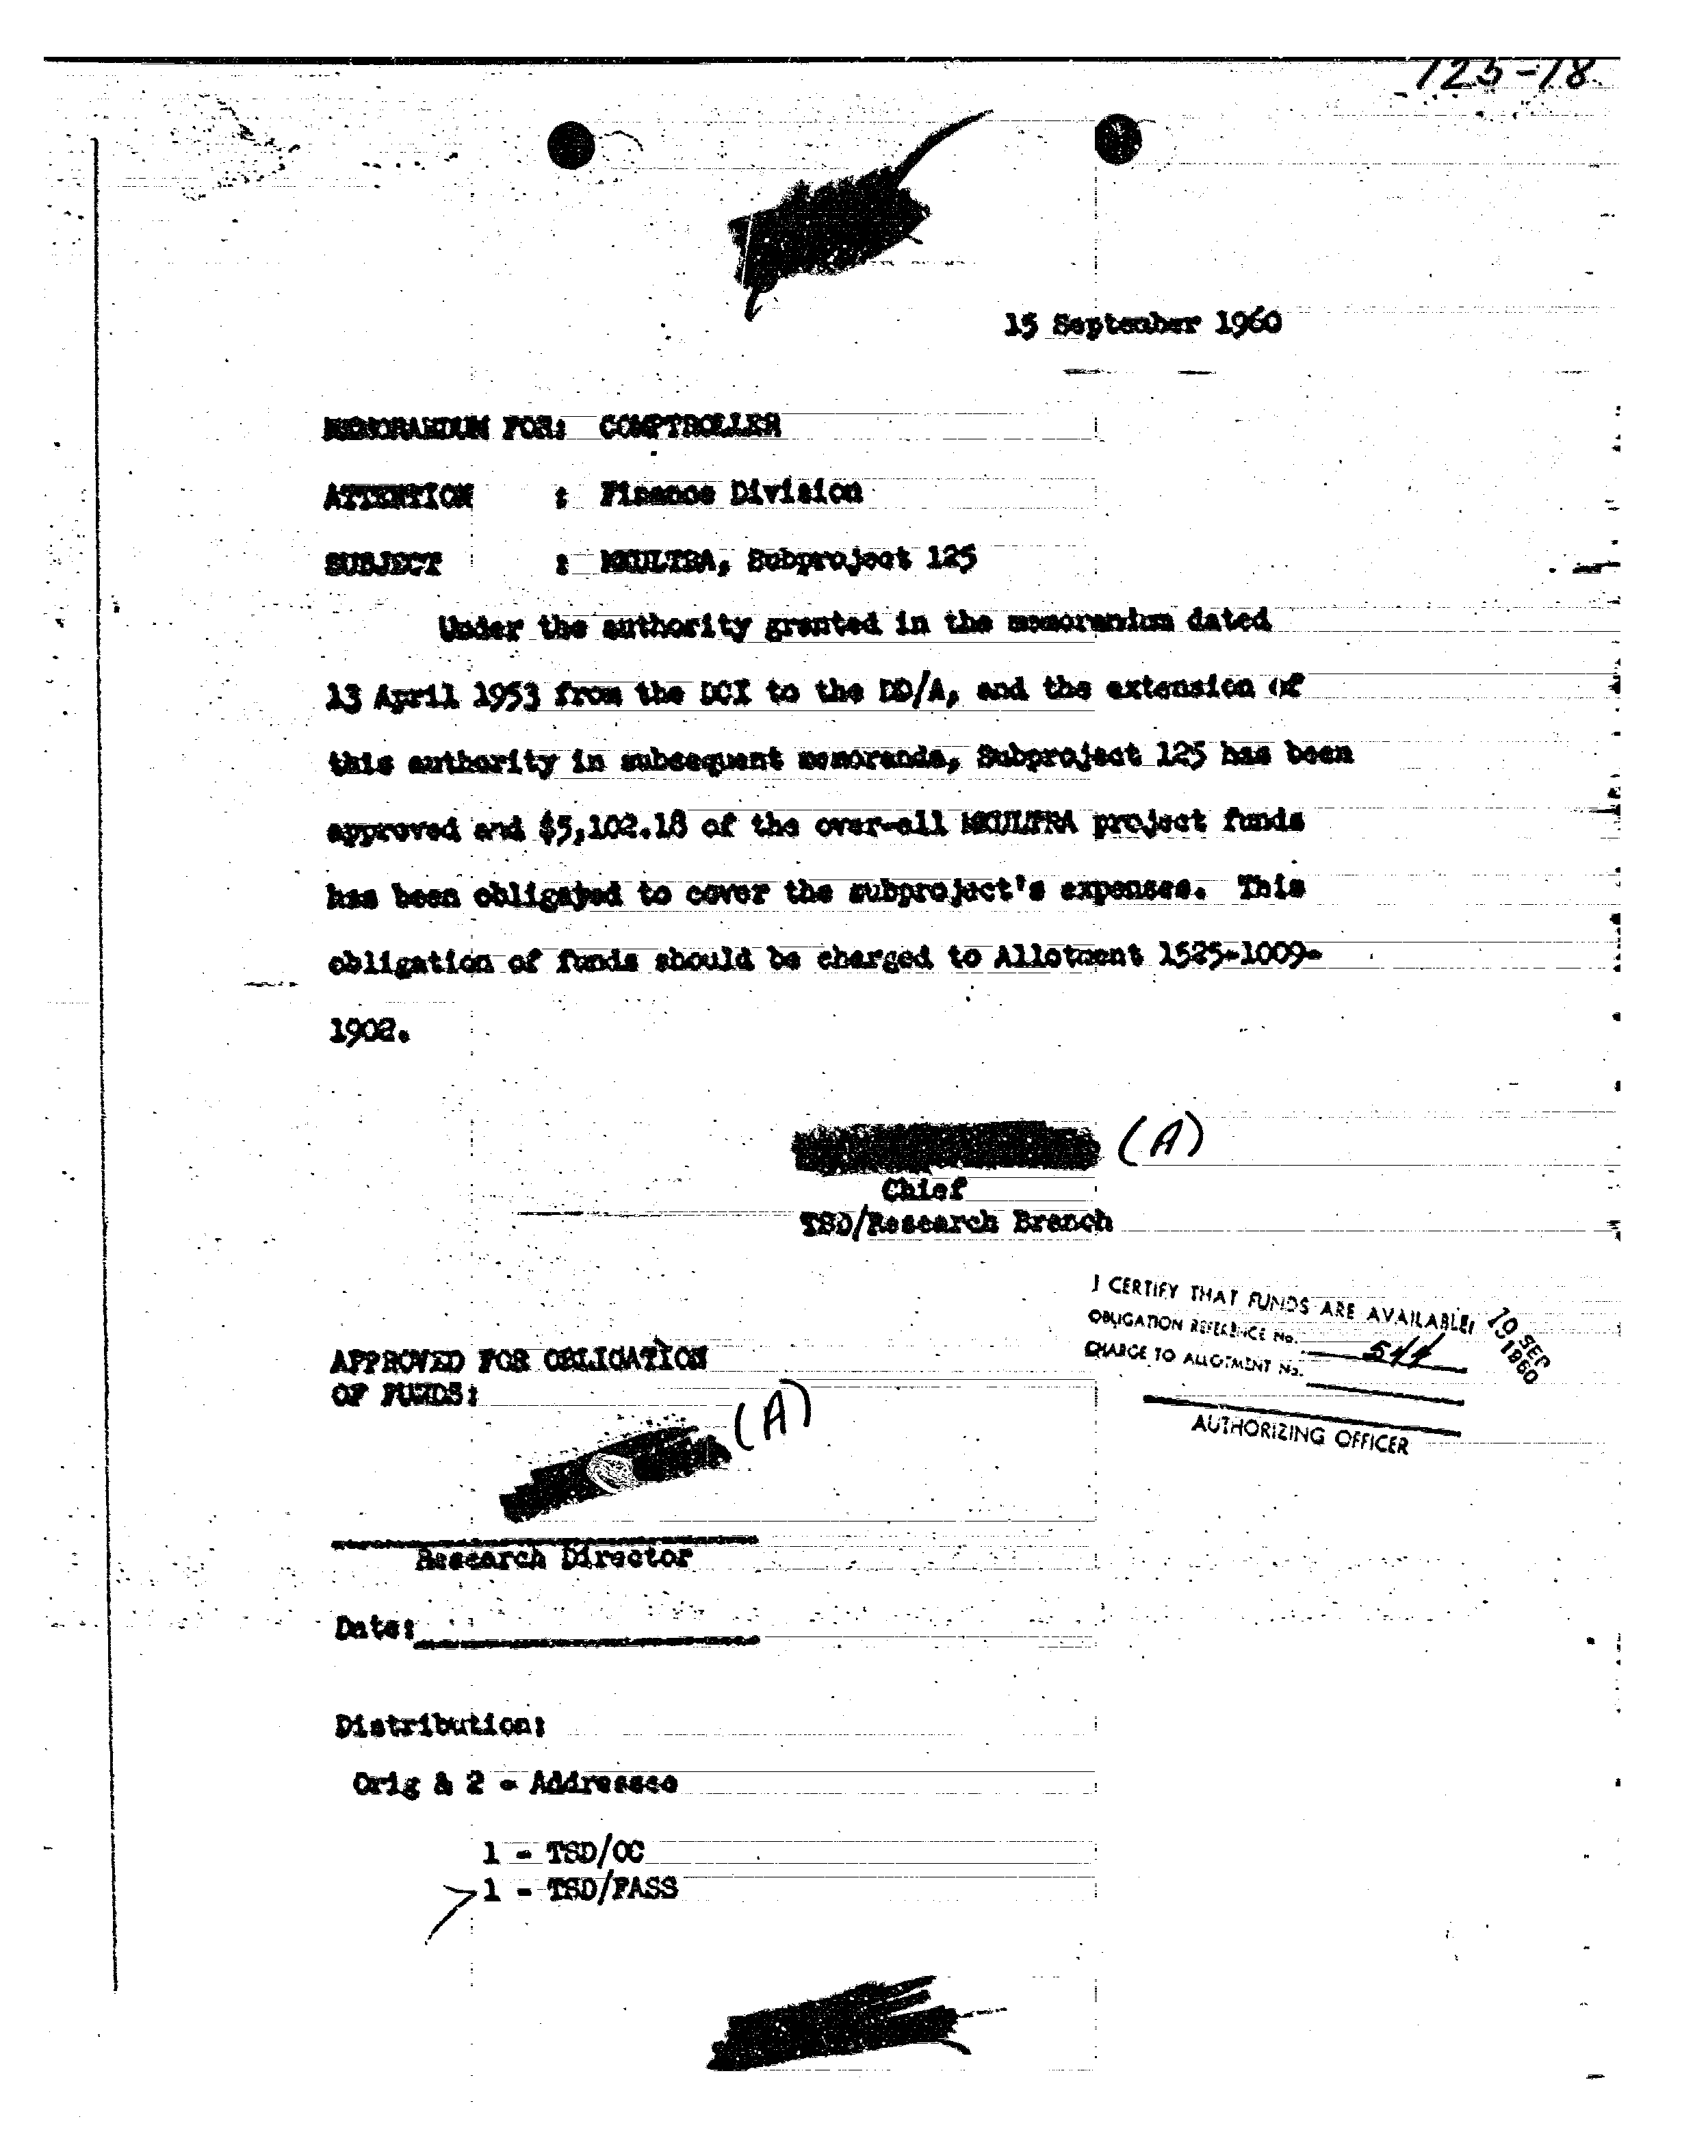 125-18
15 September 1960
MEMORANDUM FOR: COMPTROLLER
ATTENTION : Finance Division
SUBJECT : MKULTRA, Subproject 125
Under the authority granted in the memorandum dated
13 April 1953 from the DCI to the DD/A, and the extension of
this authority in subsequent memoranda, Subproject 125 has been
approved and $5,102.18 of the over-all MKULTRA project funds
has been obligated to cover the subproject's expenses. This
obligation of funds should be charged to Allotment 1525-1009-
1902.
(A)
Chief
TSD/Research Branch
I CERTIFY THAT FUNDS ARE AVAILABLE:
OBLIGATION REFERENCE No. 544
CHARGE TO ALLOTMENT No.
19 SEP 1960
AUTHORIZING OFFICER
APPROVED FOR OBLIGATION
OF FUNDS:
(A)
Research Director
Date:
Distribution:
Orig & 2 - Addressee
1 - TSD/OC
1 - TSD/FASS